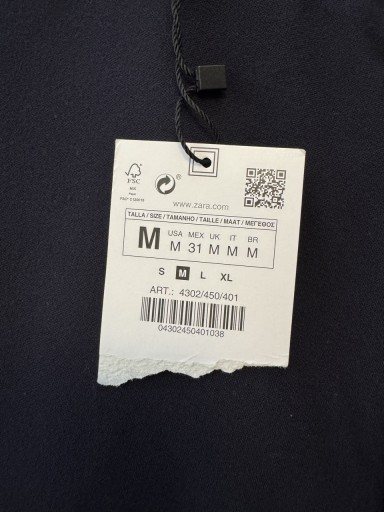 FSC
www.zara.com
TALLA / SIZE / TAMANHO / TAILLE / MAAT / ΜΕΓΕΘΟΣ
M USA MEX UK IT BR
M 31 M M M
S M L XL
ART.: 4302/450/401
04302450401038